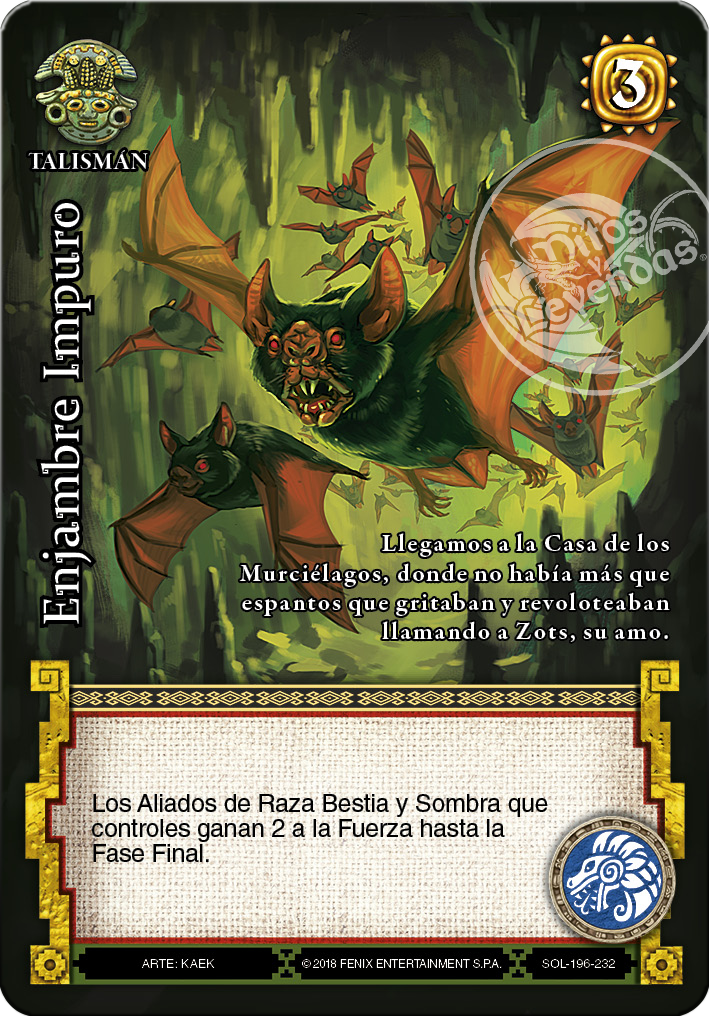 3
TALISMÁN
Mitos
y
Leyendas®
Enjambre Impuro
Llegamos a la Casa de los
Murciélagos, donde no había más que
espantos que gritaban y revoloteaban
llamando a Zots, su amo.
Los Aliados de Raza Bestia y Sombra que
controles ganan 2 a la Fuerza hasta la
Fase Final.
ARTE: KAEK
© 2018 FENIX ENTERTAINMENT S.P.A.
SOL-196-232